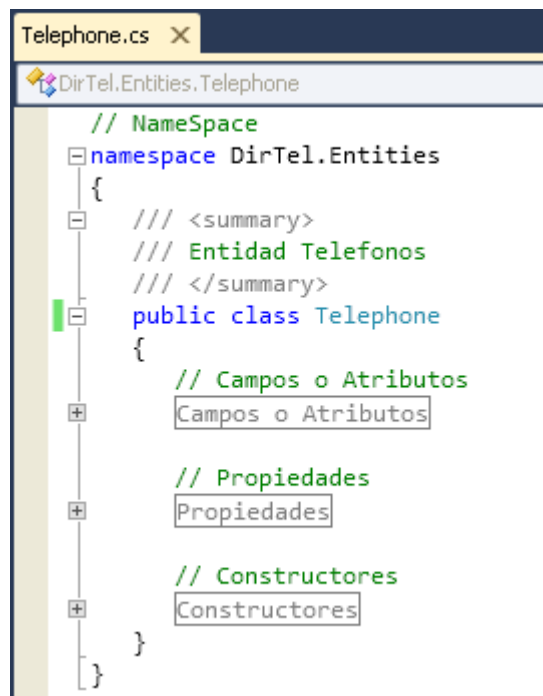 Telephone.cs
DirTel.Entities.Telephone
// NameSpace
namespace DirTel.Entities
{
/// <summary>
/// Entidad Telefonos
/// </summary>
public class Telephone
{
// Campos o Atributos
Campos o Atributos
// Propiedades
Propiedades
// Constructores
Constructores
}
}